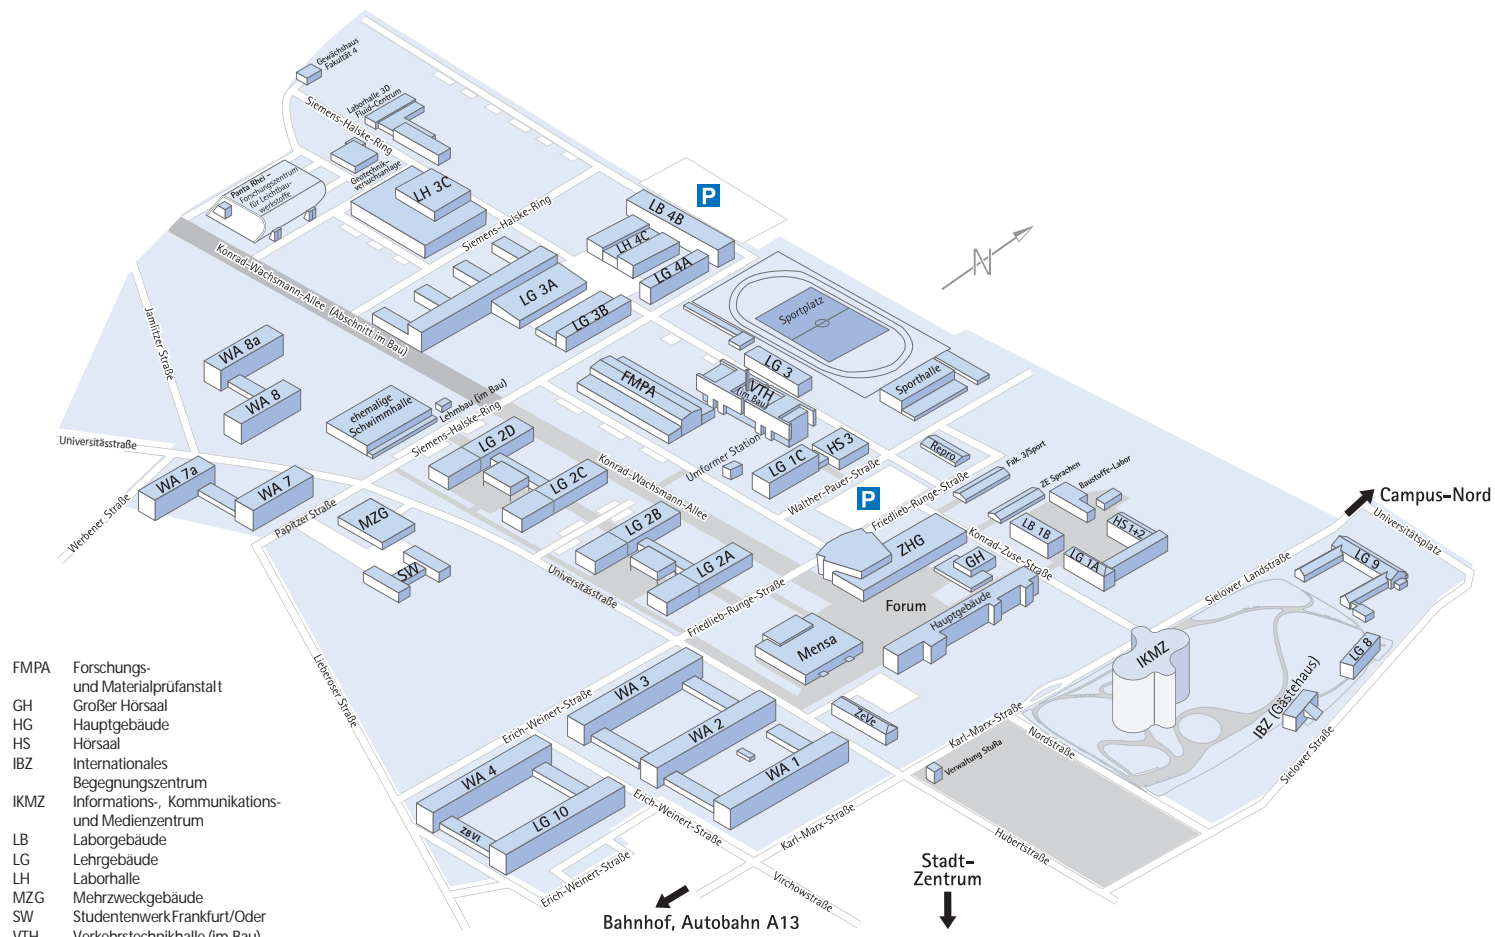 Gewächshaus
Fakultät 4
Laborhalle 3D
Fluid-Centrum
Siemens-Halske-Ring
Geotechnik-
versuchsanlage
Panta Rhei –
Forschungszentrum
für Leichtbau-
werkstoffe
LH 3C
Siemens-Halske-Ring
P
LB 4B
LH 4C
LG 4A
N
Konrad-Wachsmann-Allee (Abschnitt im Bau)
LG 3A
LG 3B
Sportplatz
Jamlitzer Straße
WA 8a
WA 8
ehemalige
Schwimmhalle
Lehmbau (im Bau)
Siemens-Halske-Ring
FMPA
LG 3
VTH
(im Bau)
Sporthalle
Universitässtraße
WA 7a
WA 7
Werbener Straße
Papitzer Straße
MZG
SW
LG 2D
LG 2C
LG 2B
LG 2A
Konrad-Wachsmann-Allee
Umformer Station
LG 1C
HS 3
Walther-Pauer-Straße
Repro
P
Friedlieb-Runge-Straße
Fak. 3/Sport
ZE Sprachen
Baustoffe-Labor
LB 1B
HS1+2
LG 1A
Konrad-Zuse-Straße
ZHG
GH
Forum
Hauptgebäude
Universitässtraße
Friedlieb-Runge-Straße
Mensa
Campus-Nord
Universitätsplatz
Sielower Landstraße
LG 9
LG 8
IKMZ
IBZ (Gästehaus)
Sielower Straße
Lieberoser Straße
Erich-Weinert-Straße
WA 3
WA 2
WA 1
WA 4
LG 10
ZBVI
ZeVe
Karl-Marx-Straße
Nordstraße
Verwaltung StuRa
Erich-Weinert-Straße
Karl-Marx-Straße
Hubertstraße
Erich-Weinert-Straße
Virchowstraße
Stadt-
Zentrum
Bahnhof, Autobahn A13
FMPA Forschungs-
und Materialprüfanstalt
GH Großer Hörsaal
HG Hauptgebäude
HS Hörsaal
IBZ Internationales
Begegnungszentrum
IKMZ Informations-, Kommunikations-
und Medienzentrum
LB Laborgebäude
LG Lehrgebäude
LH Laborhalle
MZG Mehrzweckgebäude
SW Studentenwerk Frankfurt/Oder
VTH Verkehrstechnikhalle (im Bau)